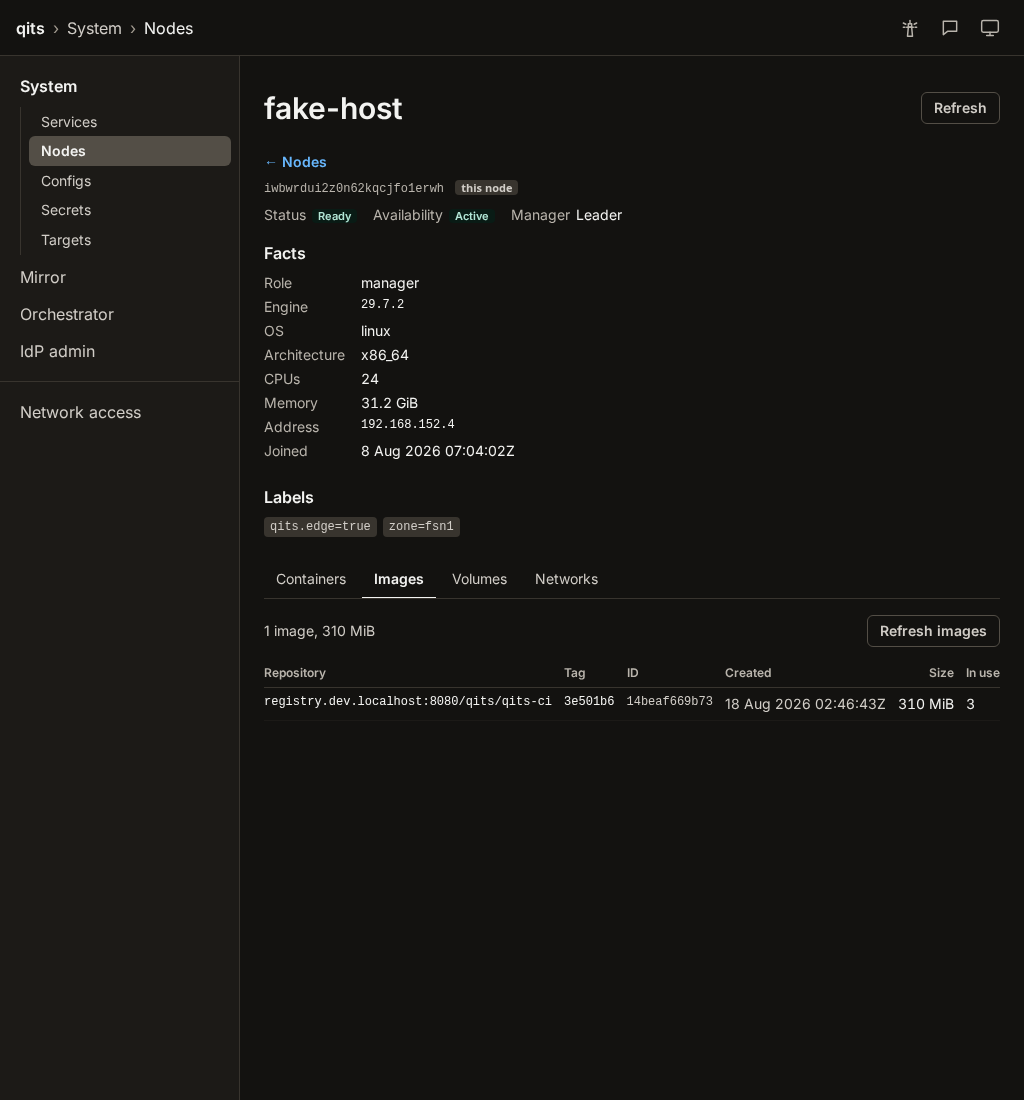 qits › System › Nodes
System
Services
Nodes
Configs
Secrets
Targets
Mirror
Orchestrator
IdP admin
Network access
fake-host
Refresh
← Nodes
iwbwrdui2z0n62kqcjfo1erwh this node
Status Ready Availability Active Manager Leader
Facts
Role manager
Engine 29.7.2
OS linux
Architecture x86_64
CPUs 24
Memory 31.2 GiB
Address 192.168.152.4
Joined 8 Aug 2026 07:04:02Z
Labels
qits.edge=true zone=fsn1
Containers Images Volumes Networks
1 image, 310 MiB
Refresh images
Repository Tag ID Created Size In use
registry.dev.localhost:8080/qits/qits-ci 3e501b6 14beaf669b73 18 Aug 2026 02:46:43Z 310 MiB 3